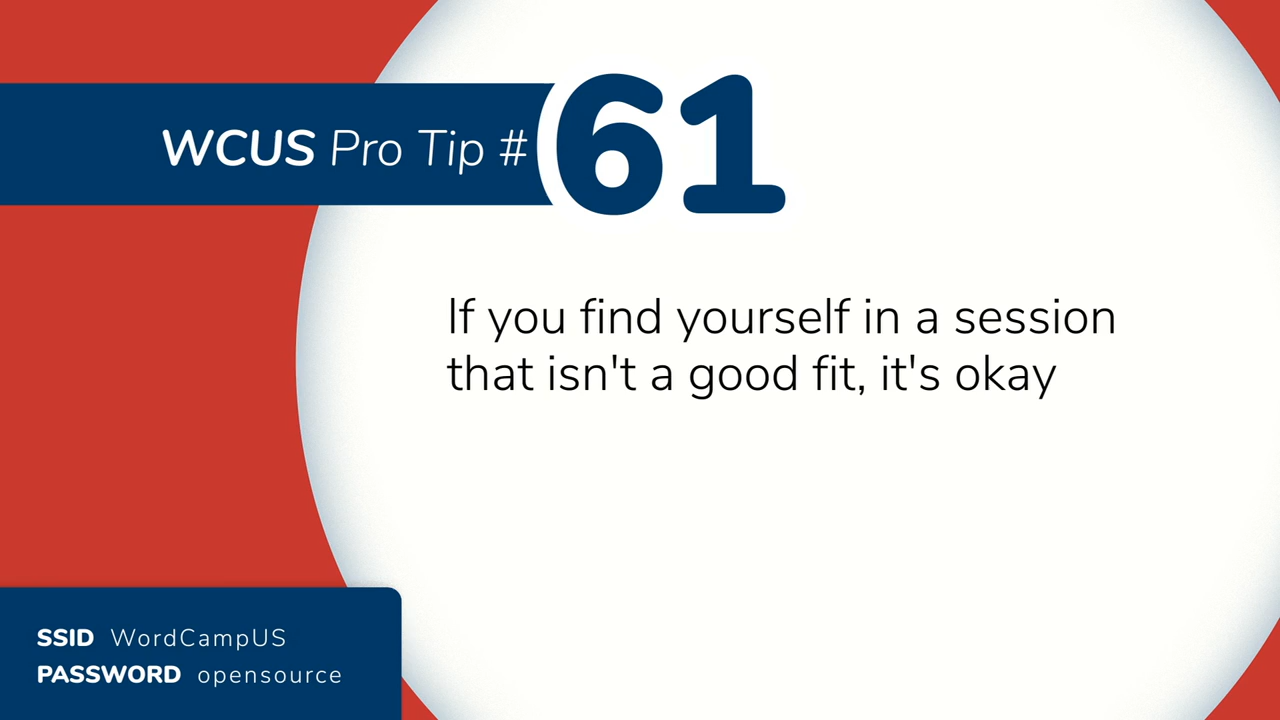 WCUS Pro Tip #61
If you find yourself in a session
that isn't a good fit, it's okay
SSID WordCampUS
PASSWORD opensource